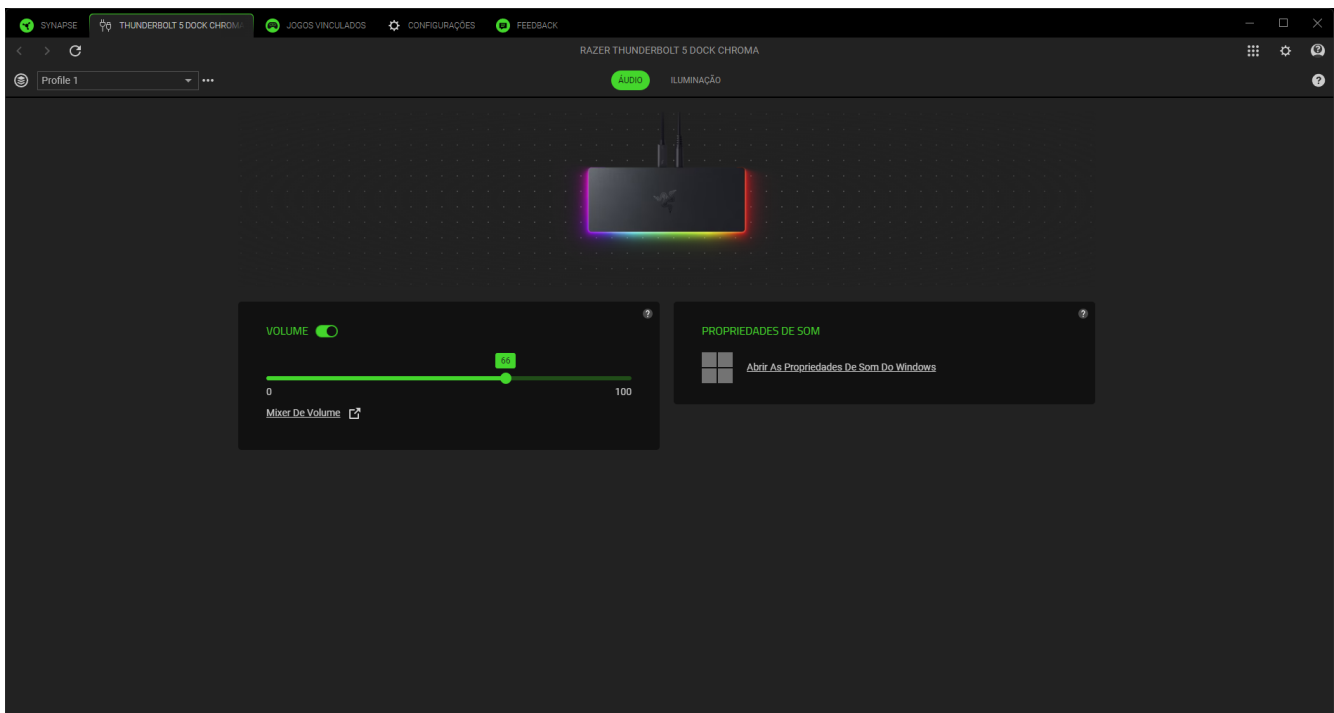 SYNAPSE
THUNDERBOLT 5 DOCK CHROMA
JOGOS VINCULADOS
CONFIGURAÇÕES
FEEDBACK
RAZER THUNDERBOLT 5 DOCK CHROMA
Profile 1
ÁUDIO
ILUMINAÇÃO
VOLUME
66
0
100
Mixer De Volume
PROPRIEDADES DE SOM
Abrir As Propriedades De Som Do Windows